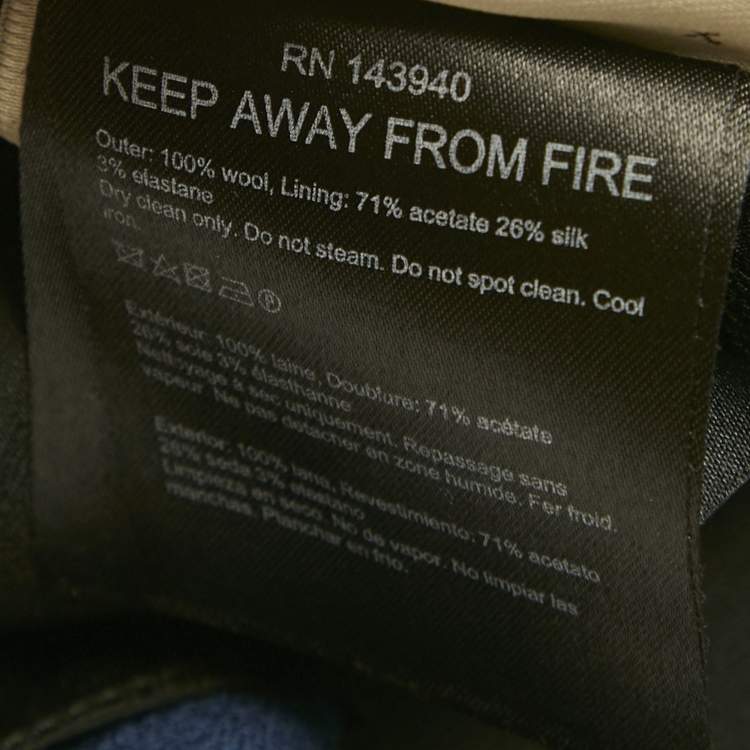 RN 143940
KEEP AWAY FROM FIRE
Outer: 100% wool, Lining: 71% acetate 26% silk
3% elastane
Dry clean only. Do not steam. Do not spot clean. Cool
iron.
P
Extérieur: 100% laine, Doublure: 71% acétate
26% soie 3% élasthanne
Nettoyage à sec uniquement. Repassage sans
vapeur. Ne pas détacher en zone humide. Fer froid.
Exterior: 100% lana, Revestimiento: 71% acetato
26% seda 3% elastano
Limpieza en seco. No de vapor. No limpiar las
manchas. Planchar en frio.